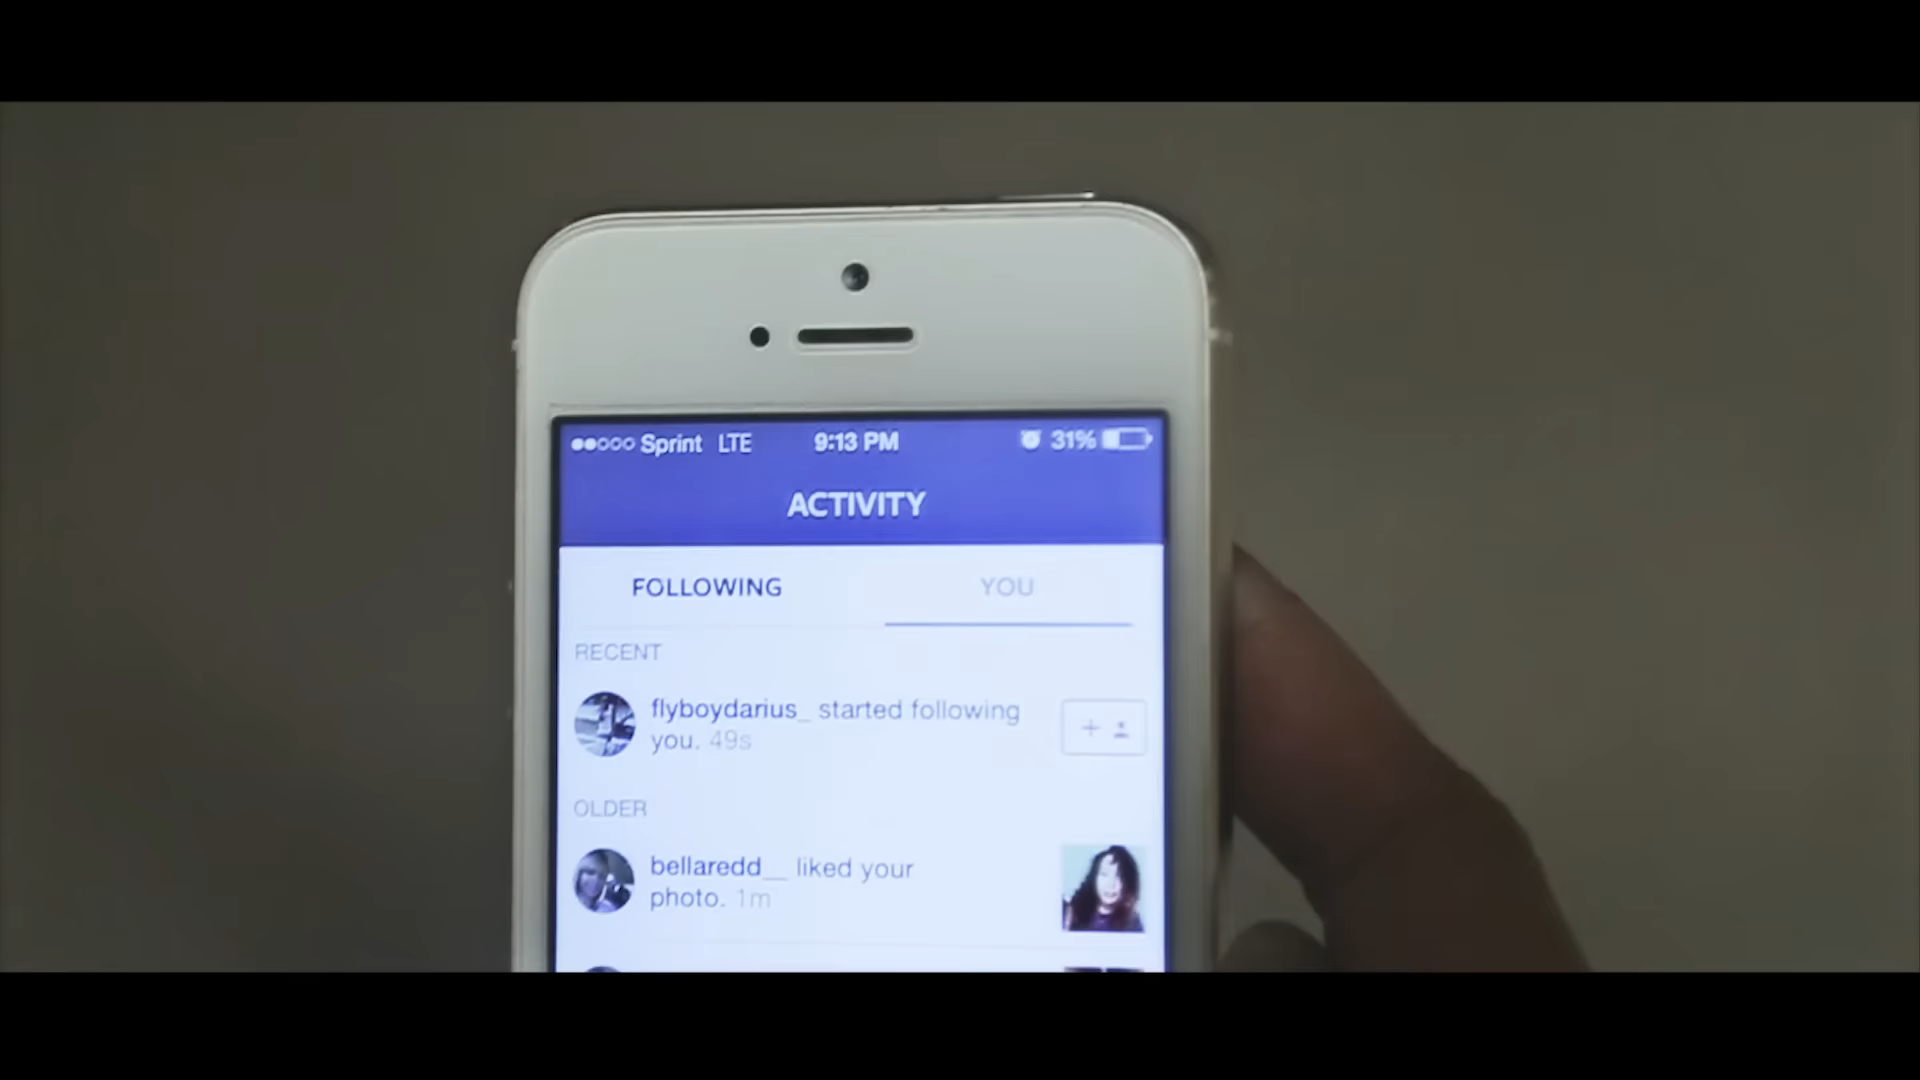 Sprint LTE 9:13 PM 31%
ACTIVITY
FOLLOWING YOU
RECENT
flyboydarius_ started following
you. 49s
OLDER
bellaredd__ liked your
photo. 1m